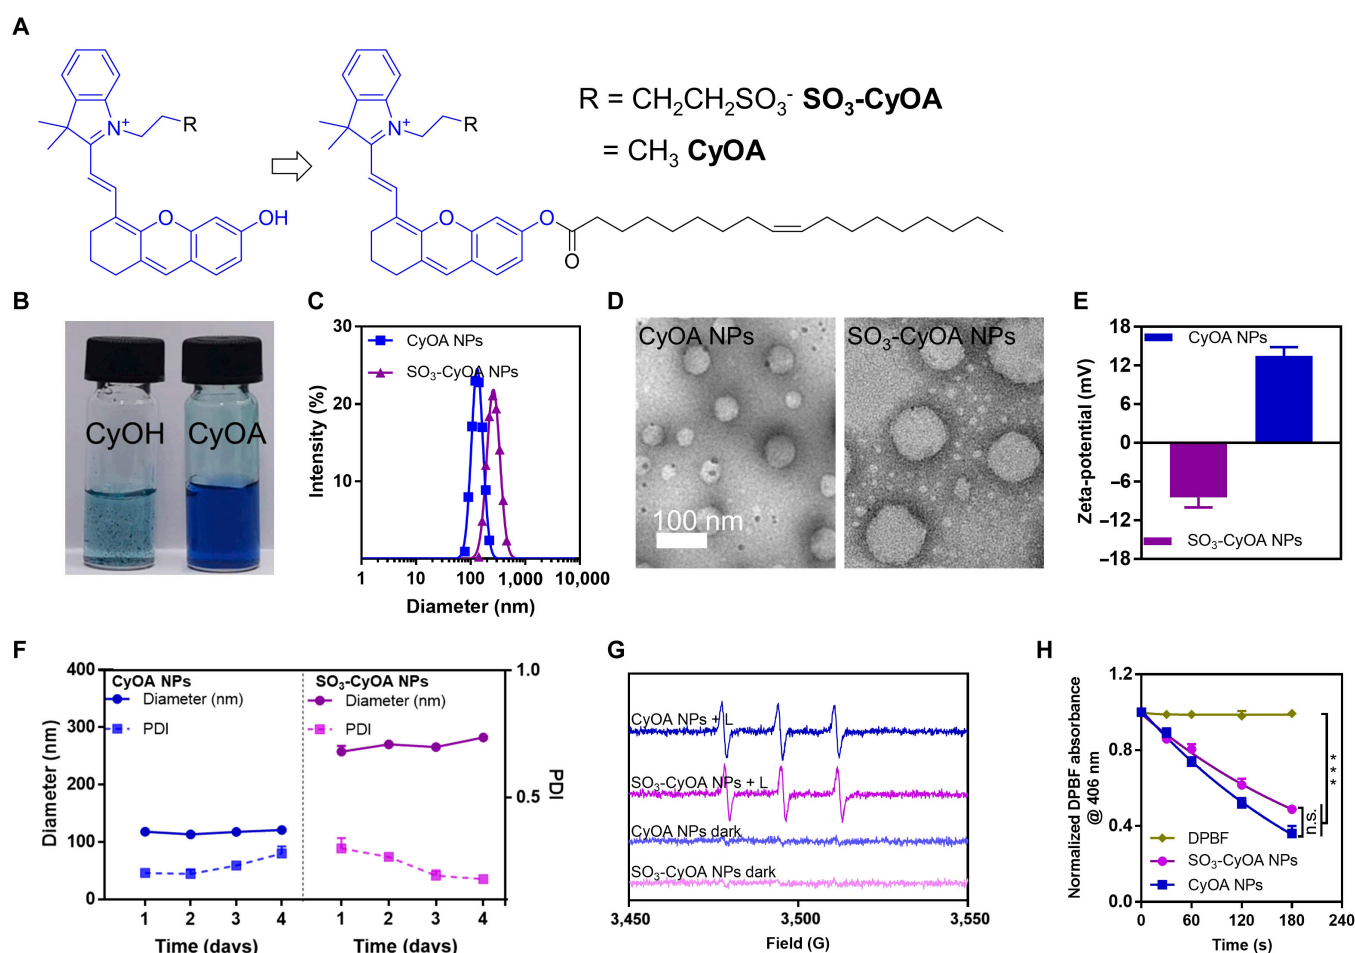 A
R = CH2CH2SO3- SO3-CyOA
= CH3 CyOA
N+
R
O
OH
N+
R
O
O
O
B
CyOH
CyOA
C
30
20
10
Intensity (%)
CyOA NPs
SO3-CyOA NPs
1
10
100
1,000
10,000
Diameter (nm)
D
CyOA NPs
100 nm
SO3-CyOA NPs
E
18
12
6
0
−6
−12
−18
Zeta-potential (mV)
CyOA NPs
SO3-CyOA NPs
F
400
300
200
100
0
Diameter (nm)
CyOA NPs
Diameter (nm)
PDI
SO3-CyOA NPs
Diameter (nm)
PDI
1.0
0.5
PDI
1 2 3 4
Time (days)
1 2 3 4
Time (days)
G
CyOA NPs + L
SO3-CyOA NPs + L
CyOA NPs dark
SO3-CyOA NPs dark
3,450
3,500
3,550
Field (G)
H
1.2
0.8
0.4
0.0
Normalized DPBF absorbance
@ 406 nm
***
n.s.
DPBF
SO3-CyOA NPs
CyOA NPs
0 60 120 180 240
Time (s)